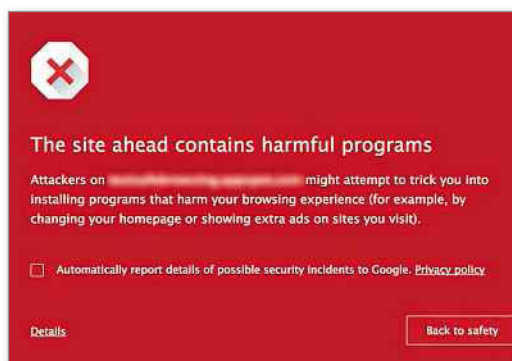 The site ahead contains harmful programs
Attackers on might attempt to trick you into
installing programs that harm your browsing experience (for example, by
changing your homepage or showing extra ads on sites you visit).
Automatically report details of possible security incidents to Google. Privacy policy
Details
Back to safety